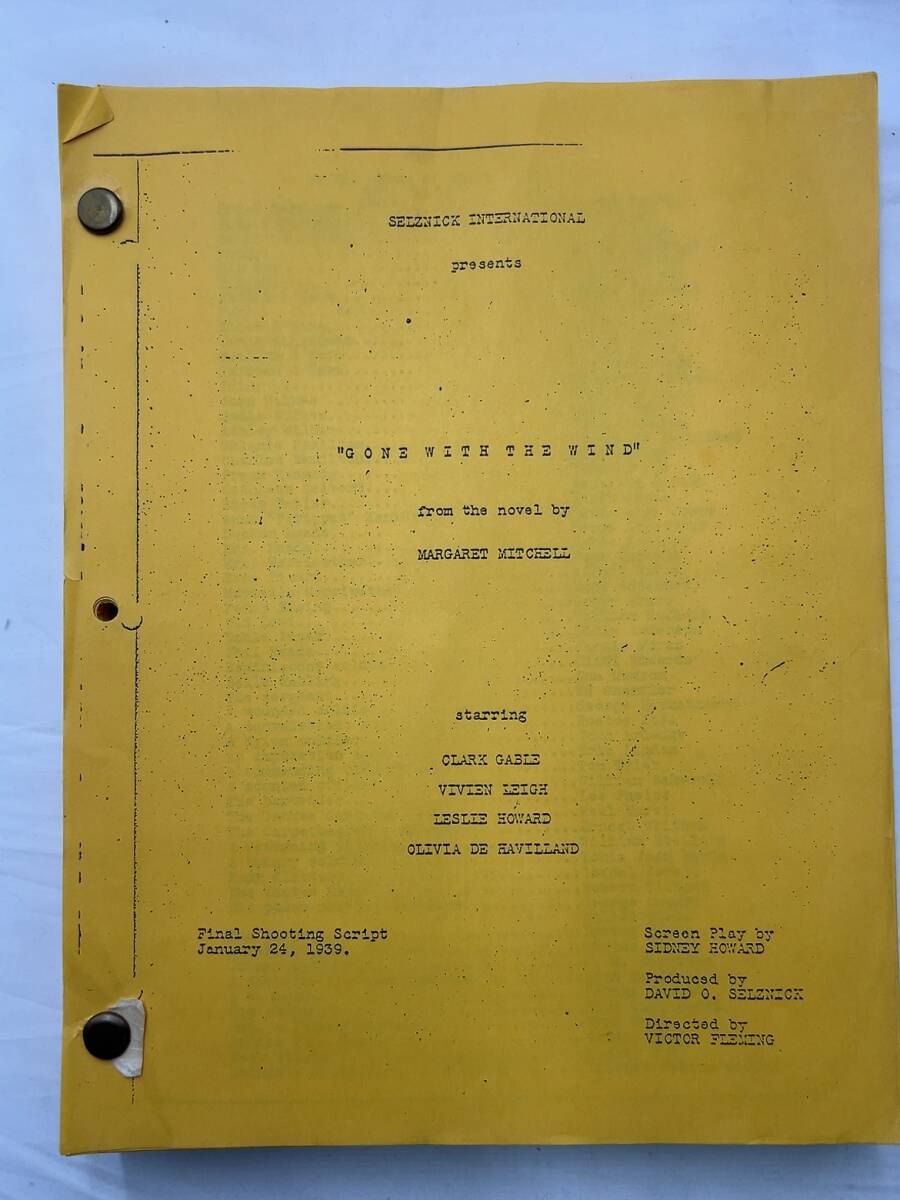 SELZNICK INTERNATIONAL
presents
"G O N E  W I T H  T H E  W I N D"
from the novel by
MARGARET MITCHELL
starring
CLARK GABLE
VIVIEN LEIGH
LESLIE HOWARD
OLIVIA DE HAVILLAND
Final Shooting Script
January 24, 1939.
Screen Play by
SIDNEY HOWARD
Produced by
DAVID O. SELZNICK
Directed by
VICTOR FLEMING